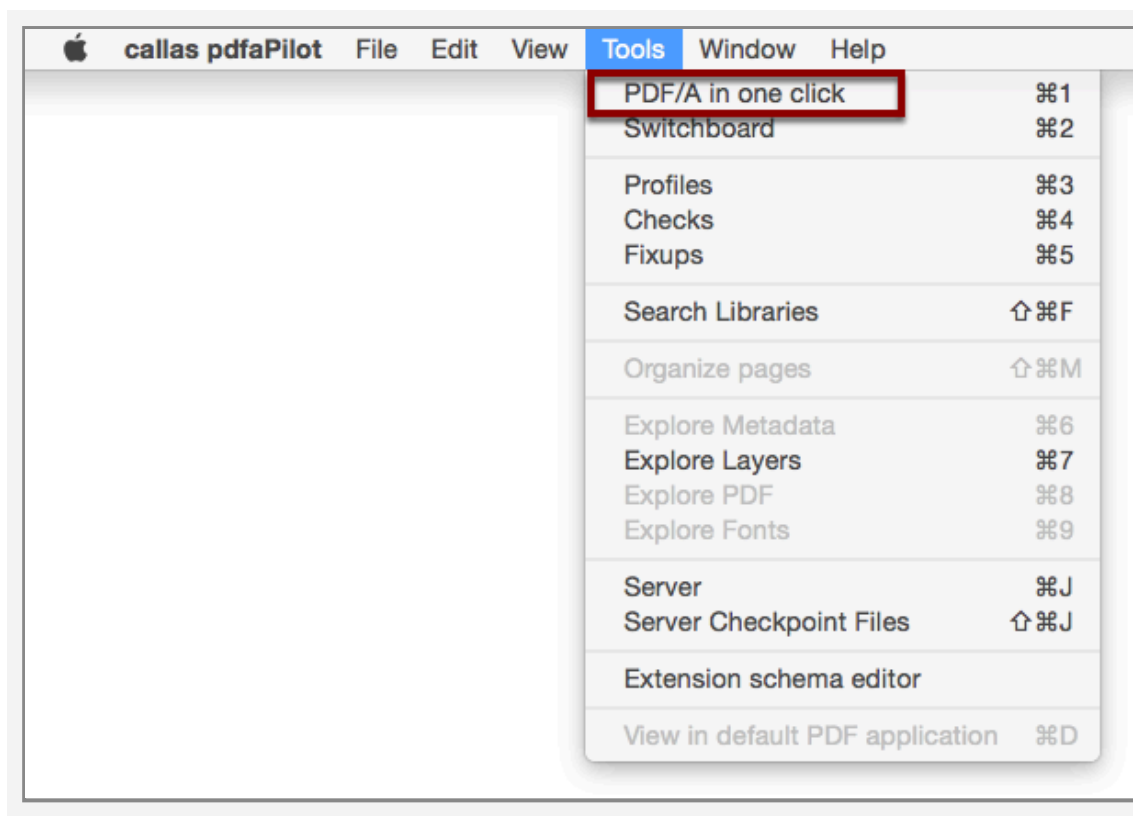 callas pdfaPilot File Edit View Tools Window Help
PDF/A in one click ⌘1
Switchboard ⌘2
Profiles ⌘3
Checks ⌘4
Fixups ⌘5
Search Libraries ⇧⌘F
Organize pages ⇧⌘M
Explore Metadata ⌘6
Explore Layers ⌘7
Explore PDF ⌘8
Explore Fonts ⌘9
Server ⌘J
Server Checkpoint Files ⇧⌘J
Extension schema editor
View in default PDF application ⌘D